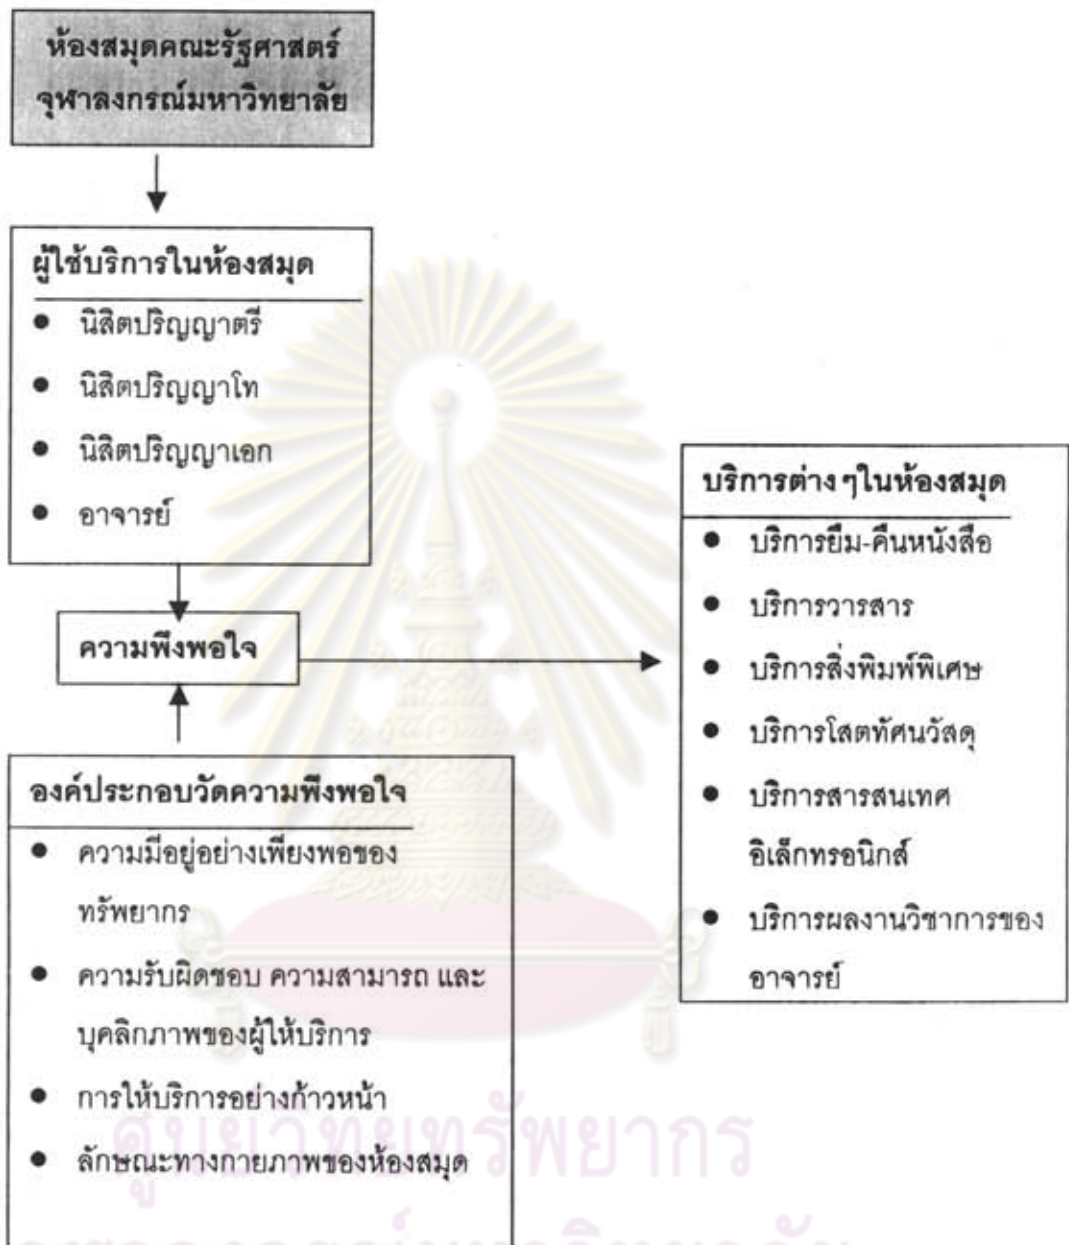 ห้องสมุดคณะรัฐศาสตร์
จุฬาลงกรณ์มหาวิทยาลัย
ผู้ใช้บริการในห้องสมุด
● นิสิตปริญญาตรี
● นิสิตปริญญาโท
● นิสิตปริญญาเอก
● อาจารย์
ความพึงพอใจ
องค์ประกอบวัดความพึงพอใจ
● ความมีอยู่อย่างเพียงพอของ
ทรัพยากร
● ความรับผิดชอบ ความสามารถ และ
บุคลิกภาพของผู้ให้บริการ
● การให้บริการอย่างก้าวหน้า
● ลักษณะทางกายภาพของห้องสมุด
บริการต่างๆในห้องสมุด
● บริการยืม-คืนหนังสือ
● บริการวารสาร
● บริการสิ่งพิมพ์พิเศษ
● บริการโสตทัศนวัสดุ
● บริการสารสนเทศ
อิเล็กทรอนิกส์
● บริการผลงานวิชาการของ
อาจารย์
ศูนย์วิทยทรัพยากร